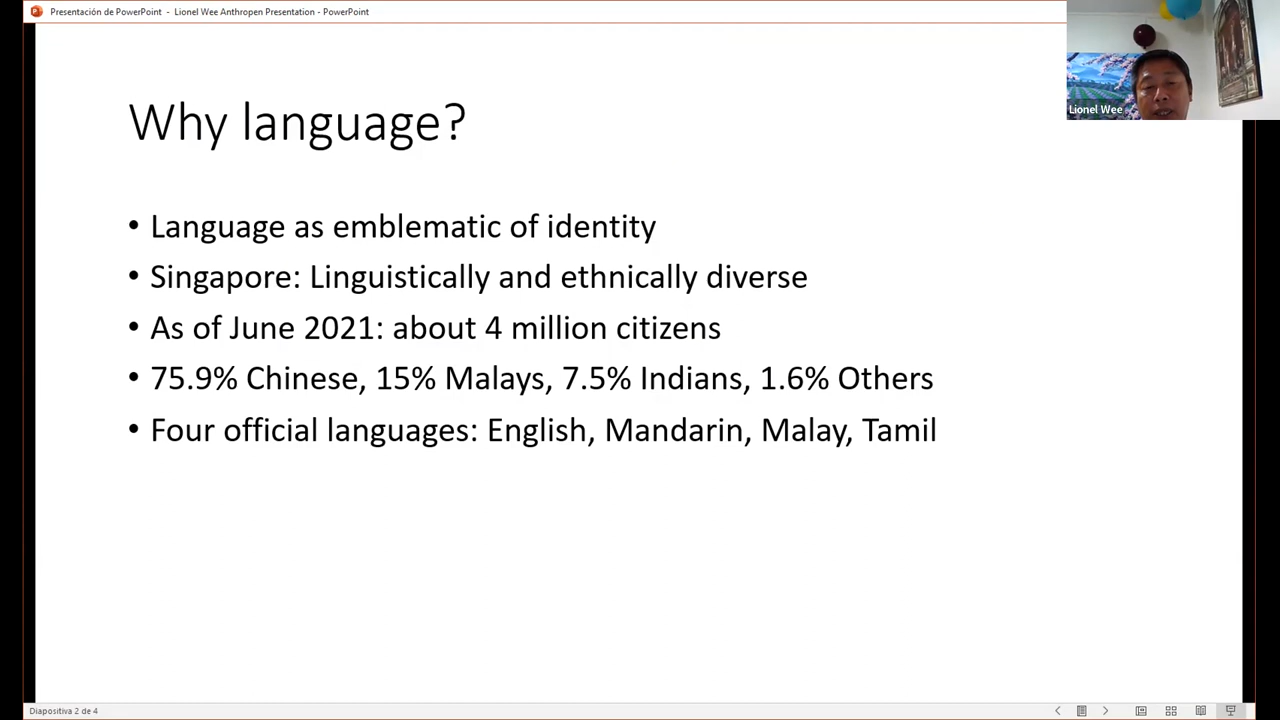 Presentación de PowerPoint - Lionel Wee Anthropen Presentation - PowerPoint
Lionel Wee
Why language?
• Language as emblematic of identity
• Singapore: Linguistically and ethnically diverse
• As of June 2021: about 4 million citizens
• 75.9% Chinese, 15% Malays, 7.5% Indians, 1.6% Others
• Four official languages: English, Mandarin, Malay, Tamil
Diapositiva 2 de 4